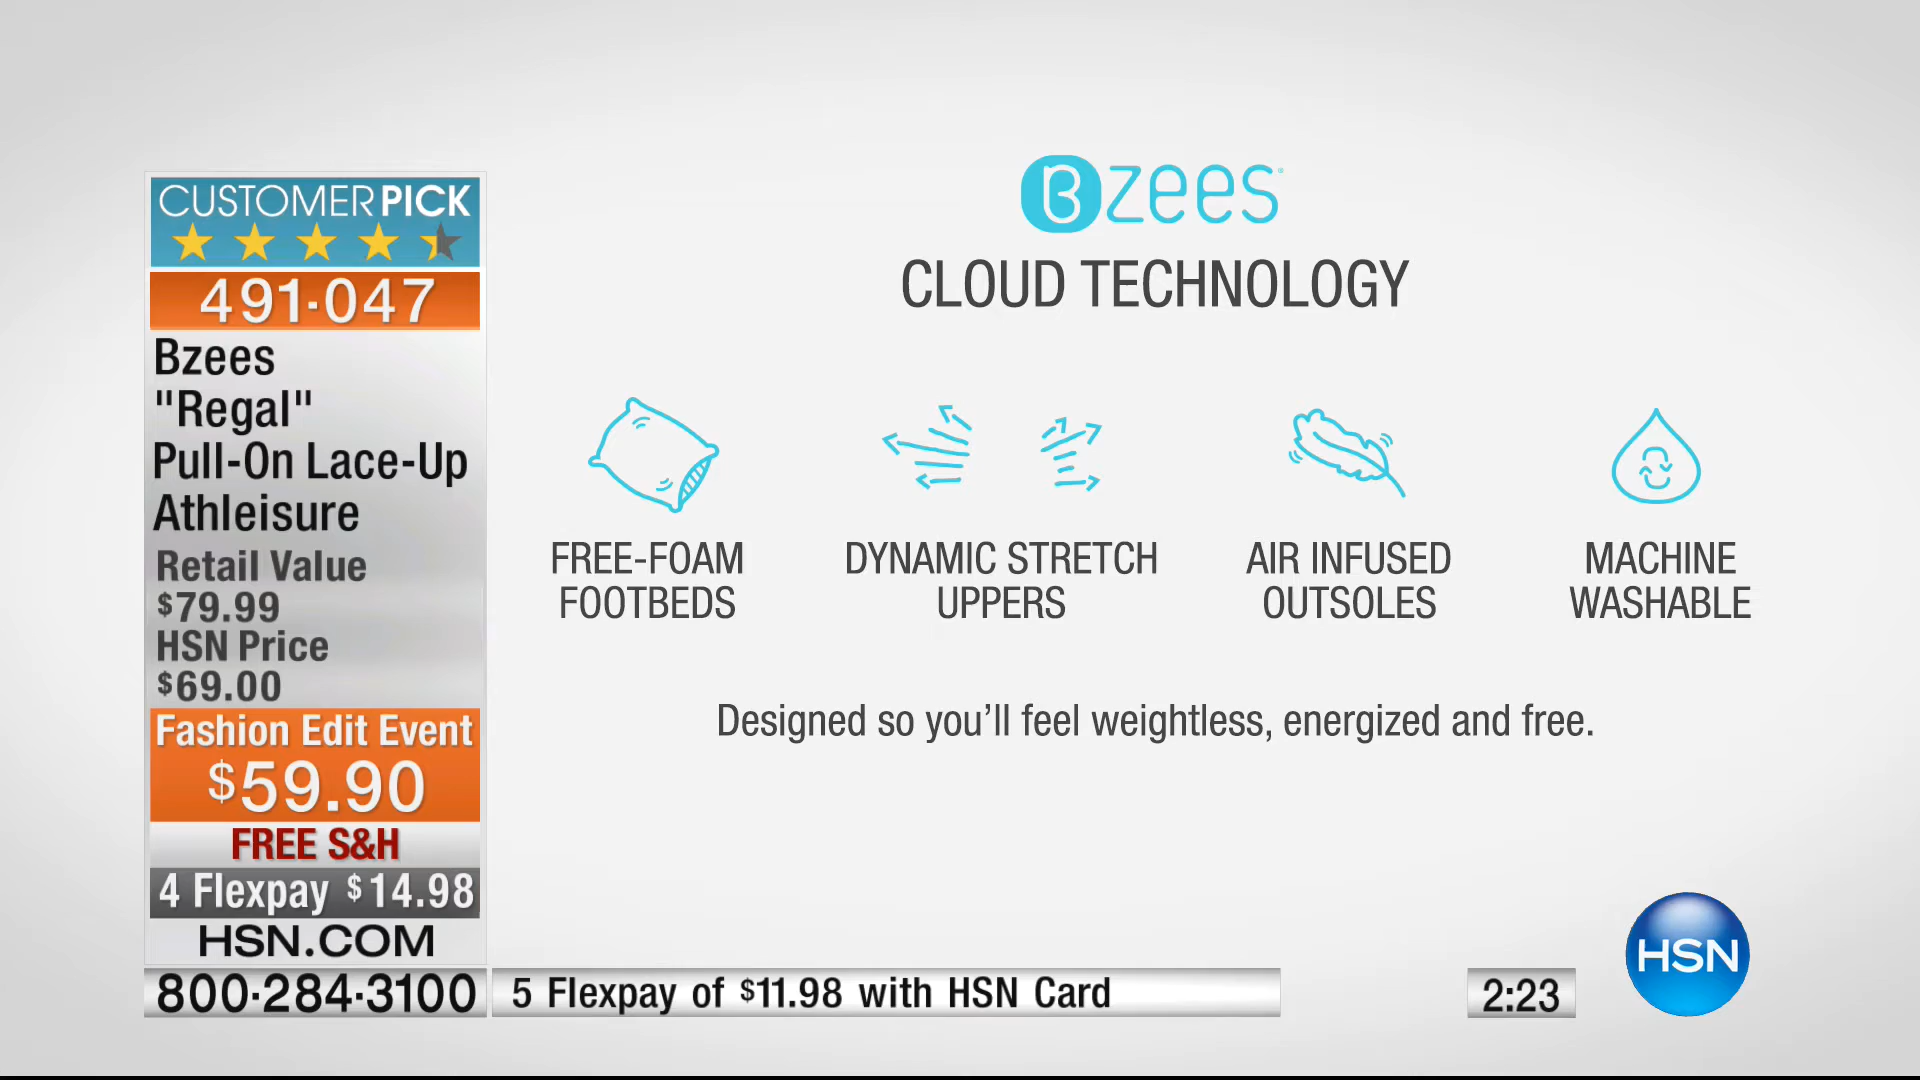 CUSTOMERPICK
491·047
Bzees
"Regal"
Pull-On Lace-Up
Athleisure
Retail Value
$79.99
HSN Price
$69.00
Fashion Edit Event
$59.90
FREE S&H
4 Flexpay $14.98
HSN.COM
800·284·3100
Bzees
CLOUD TECHNOLOGY
FREE-FOAM
FOOTBEDS
DYNAMIC STRETCH
UPPERS
AIR INFUSED
OUTSOLES
MACHINE
WASHABLE
Designed so you’ll feel weightless, energized and free.
5 Flexpay of $11.98 with HSN Card
2:23
HSN